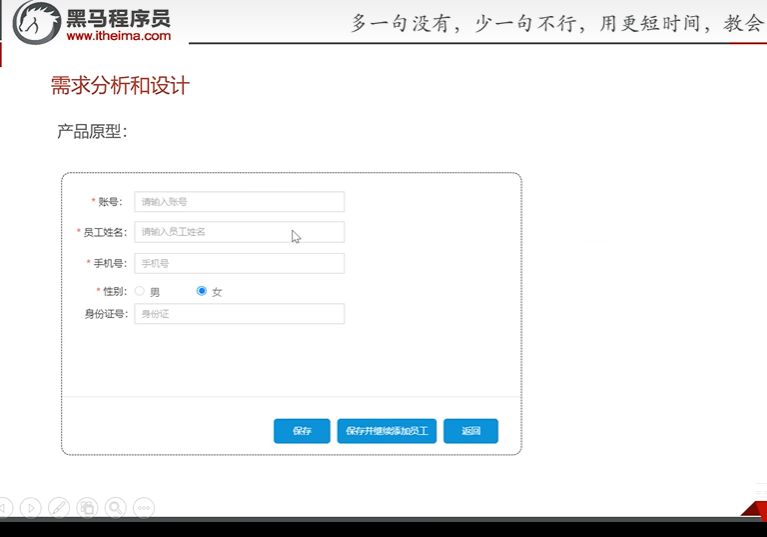 黑马程序员
www.itheima.com
多一句没有，少一句不行，用更短时间，教会
需求分析和设计
产品原型：
* 账号： 请输入账号
* 员工姓名： 请输入员工姓名
* 手机号： 手机号
* 性别： 男 女
身份证号： 身份证
保存 保存并继续添加员工 返回